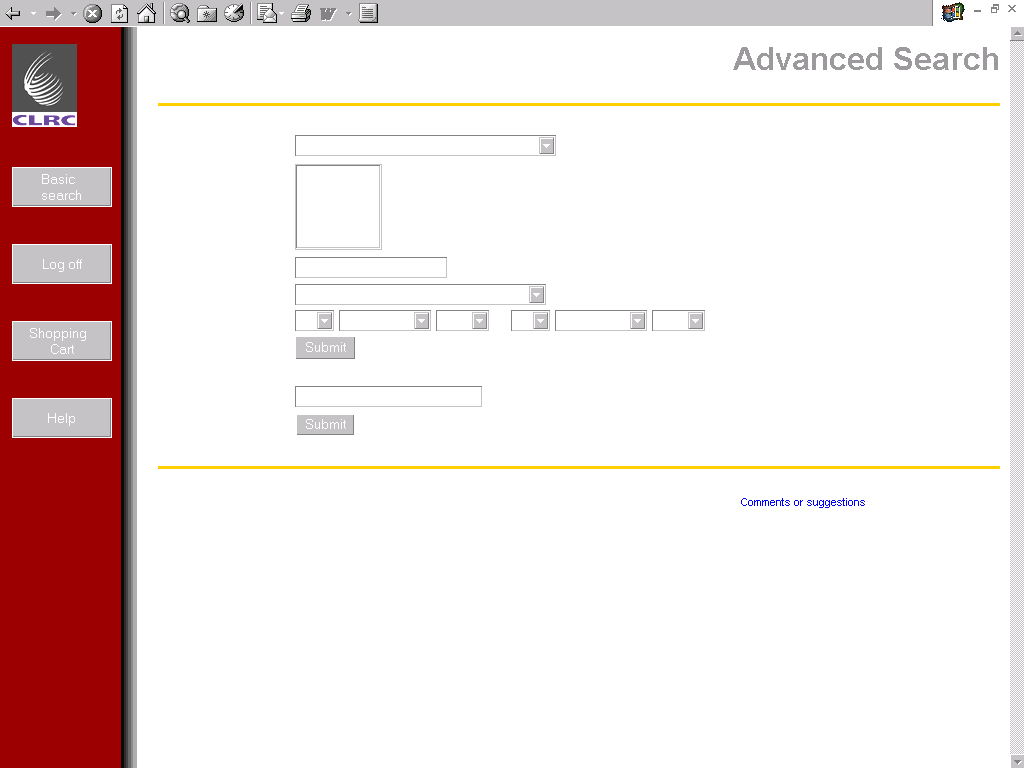 Advanced Search
CLRC
Basic
search
Log off
Shopping
Cart
Help
Submit
Submit
Comments or suggestions